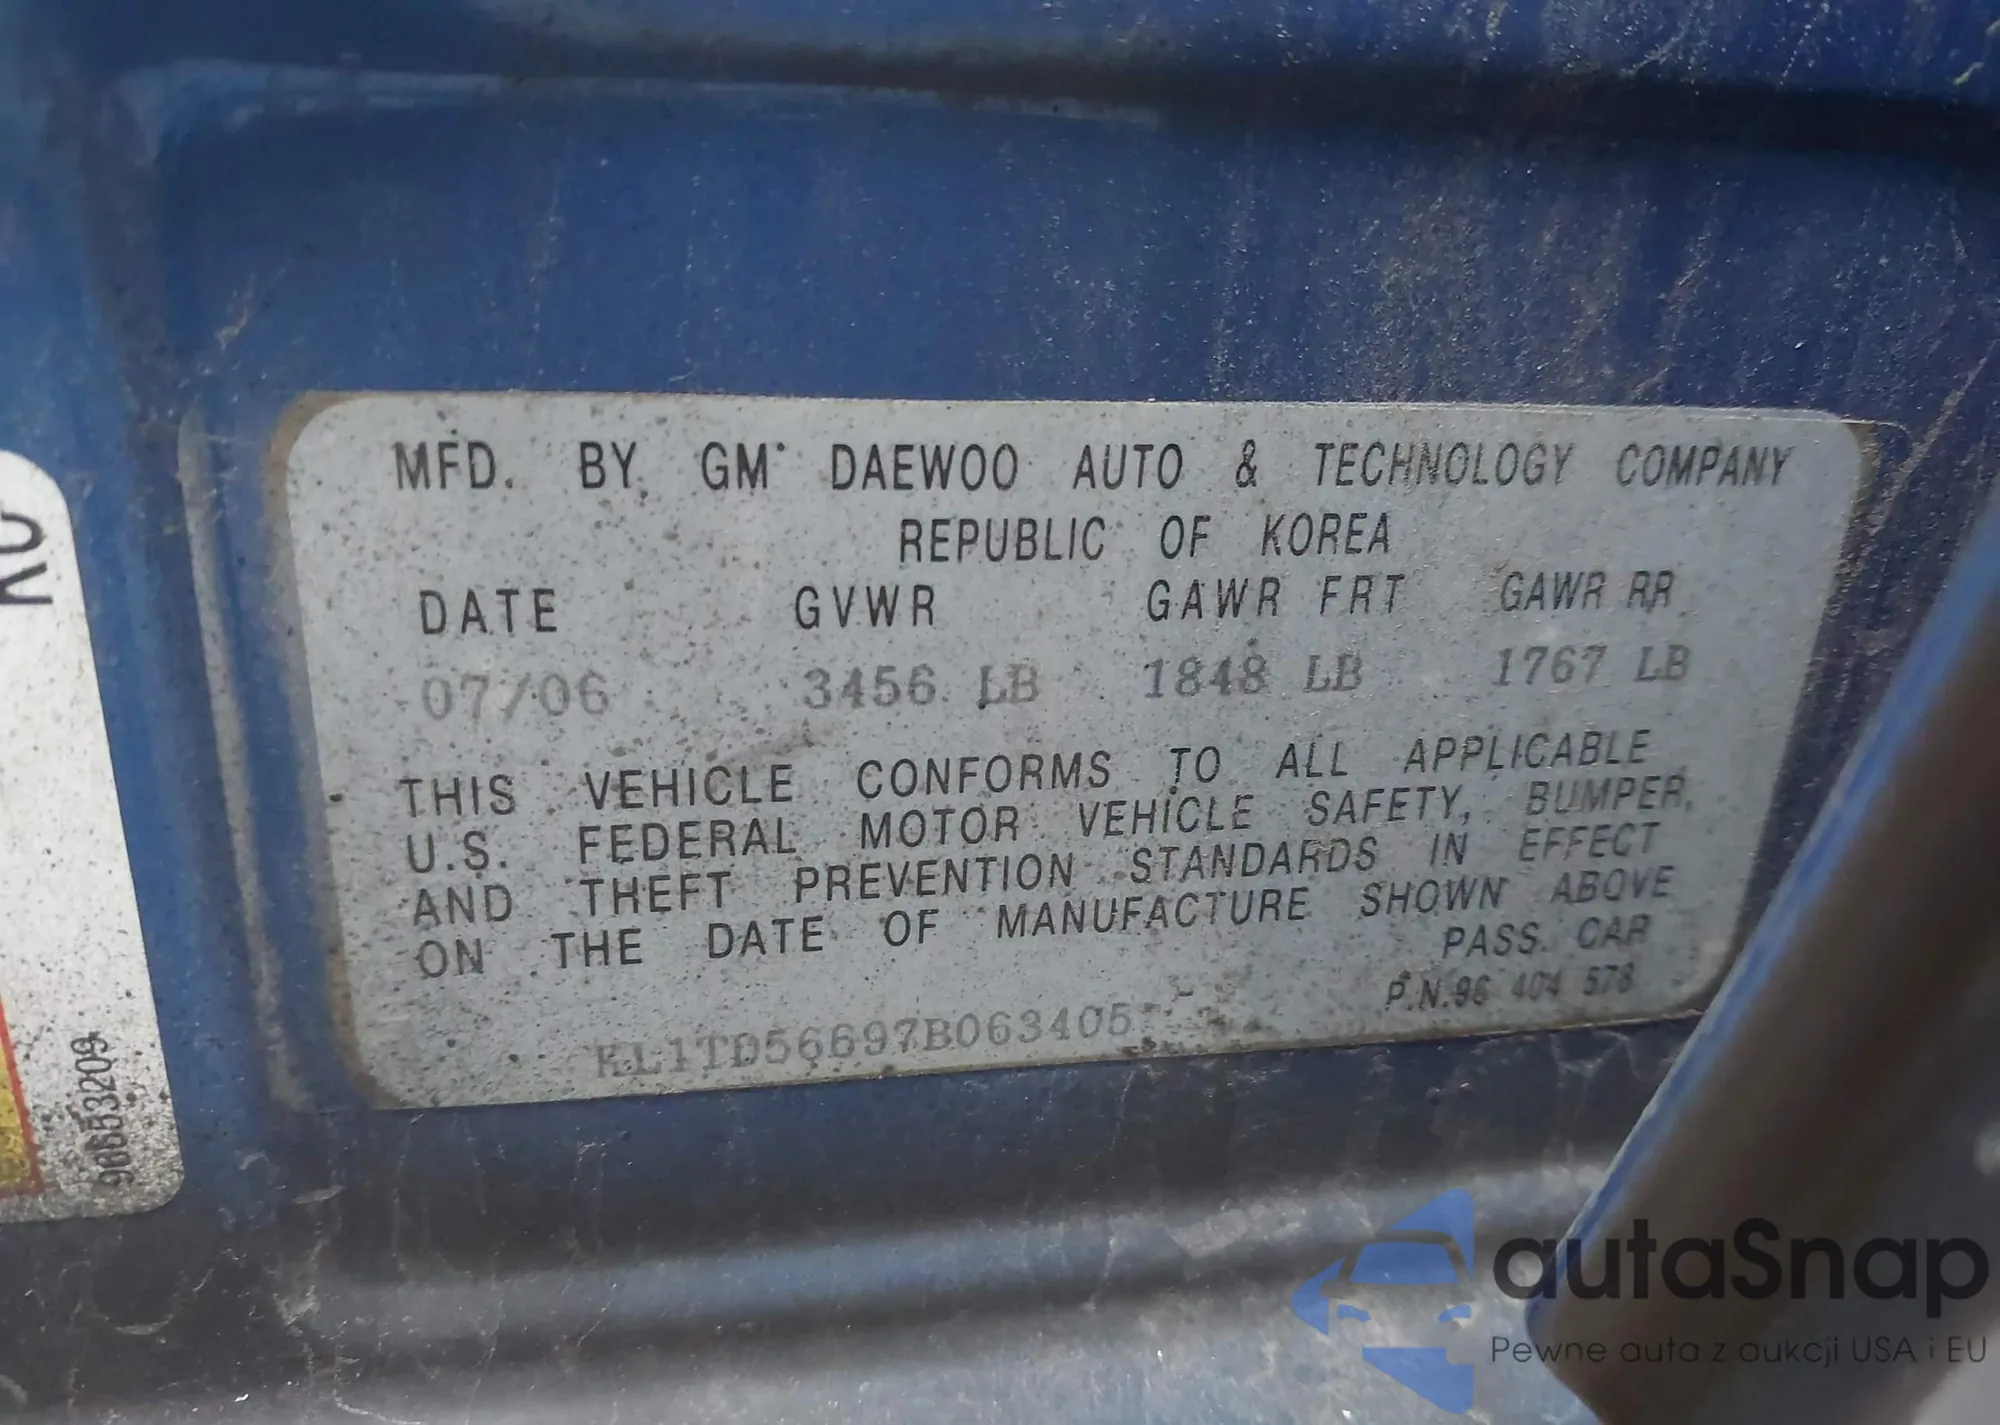 MFD. BY GM DAEWOO AUTO & TECHNOLOGY COMPANY
REPUBLIC OF KOREA
DATE GVWR GAWR FRT GAWR RR
07/06 3456 LB 1848 LB 1767 LB
THIS VEHICLE CONFORMS TO ALL APPLICABLE
U.S. FEDERAL MOTOR VEHICLE SAFETY, BUMPER,
AND THEFT PREVENTION STANDARDS IN EFFECT
ON THE DATE OF MANUFACTURE SHOWN ABOVE
PASS. CAR
P.N.96 404 578
KL1TD56697B063405
96653209
autaSnap
Pewne auta z aukcji USA i EU